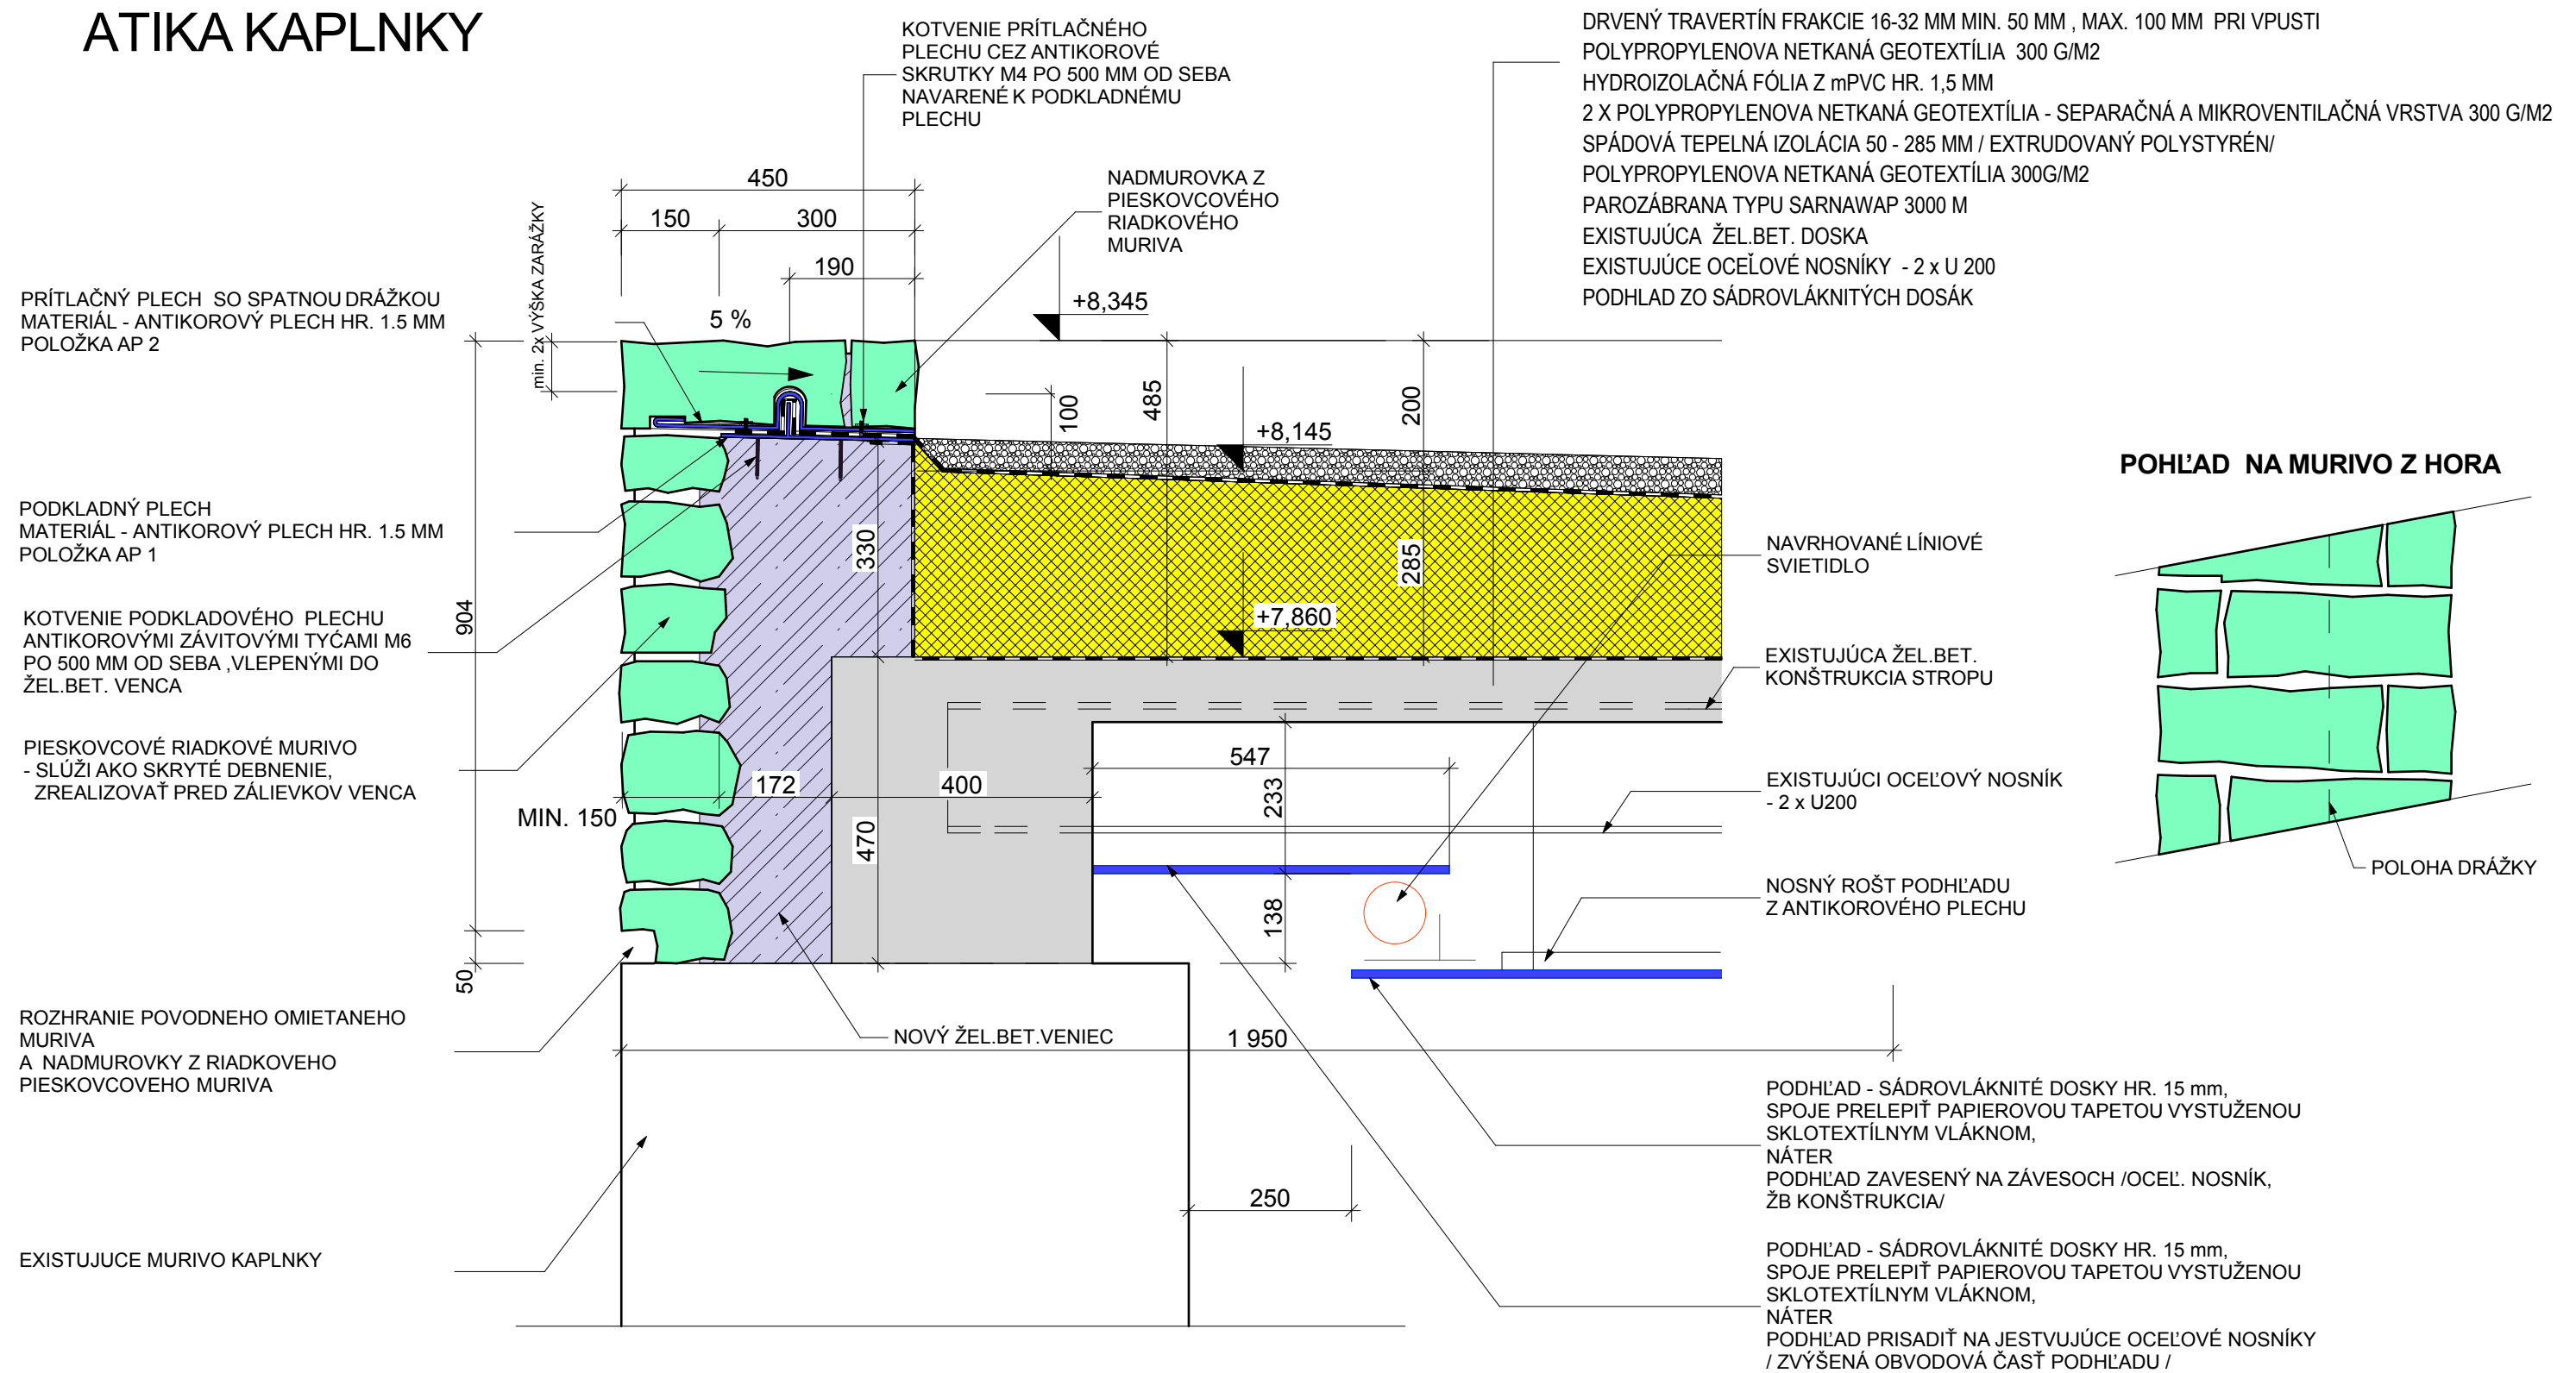 ATIKA KAPLNKY
KOTVENIE PRÍTLAČNÉHO
PLECHU CEZ ANTIKOROVÉ
SKRUTKY M4 PO 500 MM OD SEBA
NAVARENÉ K PODKLADNÉMU
PLECHU
DRVENÝ TRAVERTÍN FRAKCIE 16-32 MM MIN. 50 MM , MAX. 100 MM PRI VPUSTI
POLYPROPYLENOVA NETKANÁ GEOTEXTÍLIA 300 G/M2
HYDROIZOLAČNÁ FÓLIA Z mPVC HR. 1,5 MM
2 X POLYPROPYLENOVA NETKANÁ GEOTEXTÍLIA - SEPARAČNÁ A MIKROVENTILAČNÁ VRSTVA 300 G/M2
SPÁDOVÁ TEPELNÁ IZOLÁCIA 50 - 285 MM / EXTRUDOVANÝ POLYSTYRÉN/
POLYPROPYLENOVA NETKANÁ GEOTEXTÍLIA 300G/M2
PAROZÁBRANA TYPU SARNAWAP 3000 M
EXISTUJÚCA ŽEL.BET. DOSKA
EXISTUJÚCE OCEĽOVÉ NOSNÍKY - 2 x U 200
PODHLAD ZO SÁDROVLÁKNITÝCH DOSÁK
NADMUROVKA Z
PIESKOVCOVÉHO
RIADKOVÉHO
MURIVA
450
150
300
190
min. 2x VÝŠKA ZARÁŽKY
5 %
+8,345
PRÍTLAČNÝ PLECH SO SPATNOU DRÁŽKOU
MATERIÁL - ANTIKOROVÝ PLECH HR. 1.5 MM
POLOŽKA AP 2
100
485
200
+8,145
POHĽAD NA MURIVO Z HORA
PODKLADNÝ PLECH
MATERIÁL - ANTIKOROVÝ PLECH HR. 1.5 MM
POLOŽKA AP 1
330
285
NAVRHOVANÉ LÍNIOVÉ
SVIETIDLO
904
+7,860
KOTVENIE PODKLADOVÉHO PLECHU
ANTIKOROVÝMI ZÁVITOVÝMI TYĆAMI M6
PO 500 MM OD SEBA ,VLEPENÝMI DO
ŽEL.BET. VENCA
EXISTUJÚCA ŽEL.BET.
KONŠTRUKCIA STROPU
PIESKOVCOVÉ RIADKOVÉ MURIVO
- SLÚŽI AKO SKRYTÉ DEBNENIE,
ZREALIZOVAŤ PRED ZÁLIEVKOV VENCA
MIN. 150
172
400
547
233
EXISTUJÚCI OCEĽOVÝ NOSNÍK
- 2 x U200
470
POLOHA DRÁŽKY
138
NOSNÝ ROŠT PODHĽADU
Z ANTIKOROVÉHO PLECHU
50
ROZHRANIE POVODNEHO OMIETANEHO
MURIVA
A NADMUROVKY Z RIADKOVEHO
PIESKOVCOVEHO MURIVA
NOVÝ ŽEL.BET.VENIEC
1 950
PODHĽAD - SÁDROVLÁKNITÉ DOSKY HR. 15 mm,
SPOJE PRELEPIŤ PAPIEROVOU TAPETOU VYSTUŽENOU
SKLOTEXTÍLNYM VLÁKNOM,
NÁTER
PODHĽAD ZAVESENÝ NA ZÁVESOCH /OCEĽ. NOSNÍK,
ŽB KONŠTRUKCIA/
250
EXISTUJUCE MURIVO KAPLNKY
PODHĽAD - SÁDROVLÁKNITÉ DOSKY HR. 15 mm,
SPOJE PRELEPIŤ PAPIEROVOU TAPETOU VYSTUŽENOU
SKLOTEXTÍLNYM VLÁKNOM,
NÁTER
PODHĽAD PRISADIŤ NA JESTVUJÚCE OCEĽOVÉ NOSNÍKY
/ ZVÝŠENÁ OBVODOVÁ ČASŤ PODHĽADU /